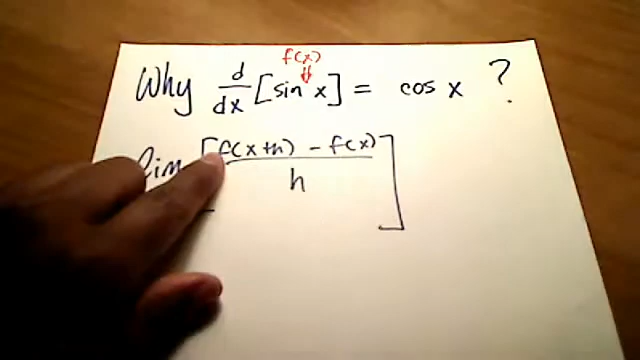 f(x)
Why d/dx [sin x] = cos x ?
lim [f(x+h) - f(x) / h]